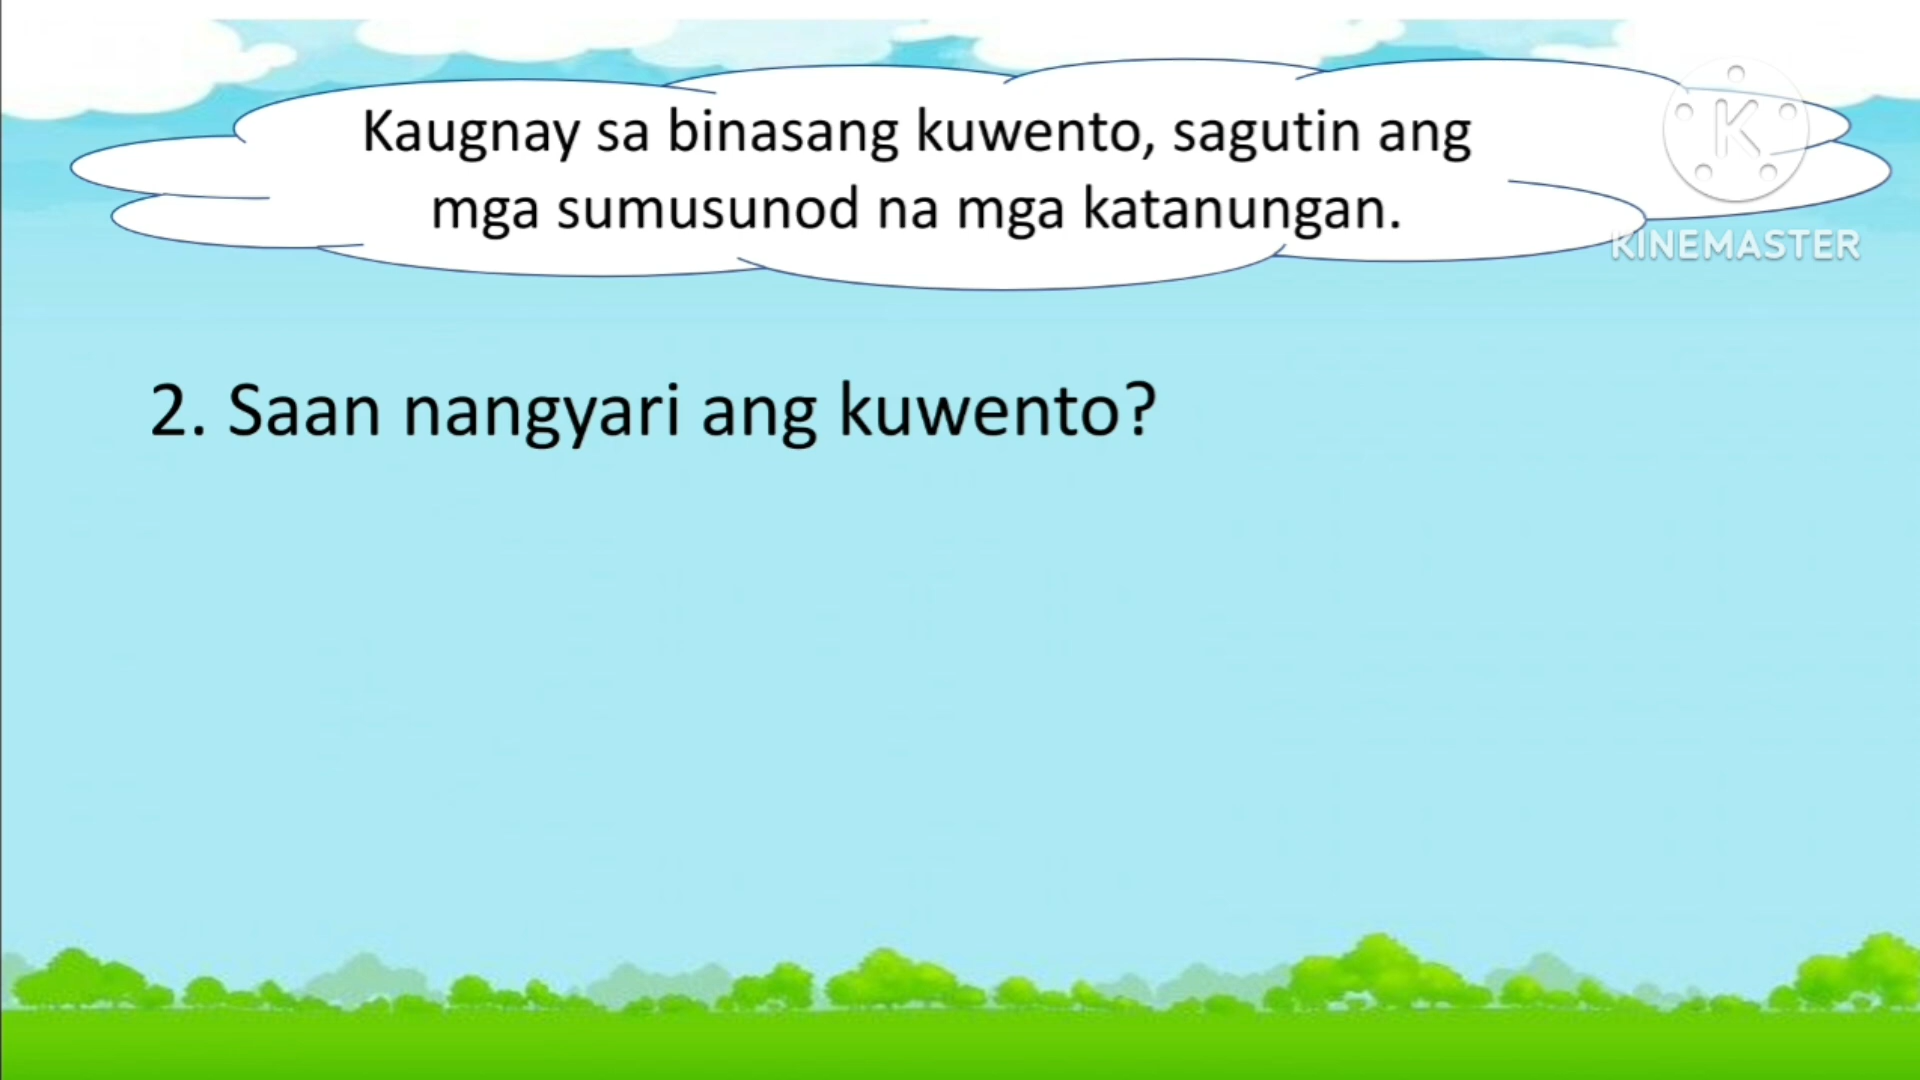 Kaugnay sa binasang kuwento, sagutin ang
mga sumusunod na mga katanungan.
K
KINEMASTER
2. Saan nangyari ang kuwento?